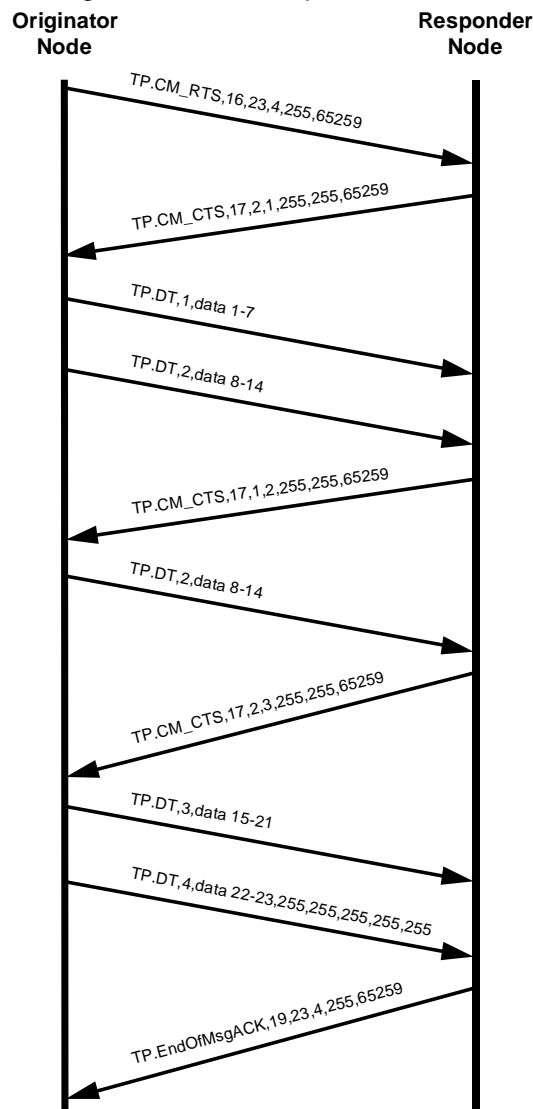 Originator
Node
Responder
Node
TP.CM_RTS,16,23,4,255,65259
TP.CM_CTS,17,2,1,255,255,65259
TP.DT,1,data 1-7
TP.DT,2,data 8-14
TP.CM_CTS,17,1,2,255,255,65259
TP.DT,2,data 8-14
TP.CM_CTS,17,2,3,255,255,65259
TP.DT,3,data 15-21
TP.DT,4,data 22-23,255,255,255,255,255
TP.EndOfMsgACK,19,23,4,255,65259